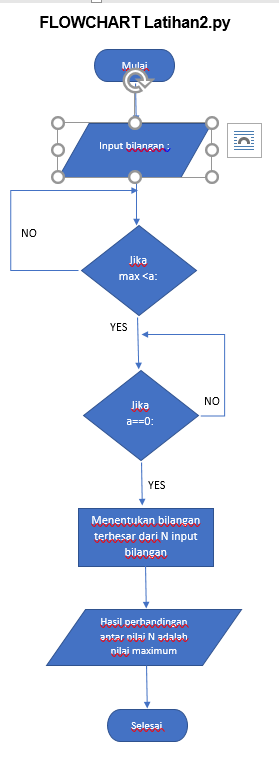 FLOWCHART Latihan2.py
Mulai
Input bilangan :
NO
Jika
max <a:
YES
Jika
a==0:
NO
YES
Menentukan bilangan
terbesar dari N input
bilangan
Hasil perbandingan
antar nilai N adalah
nilai maximum
Selesai